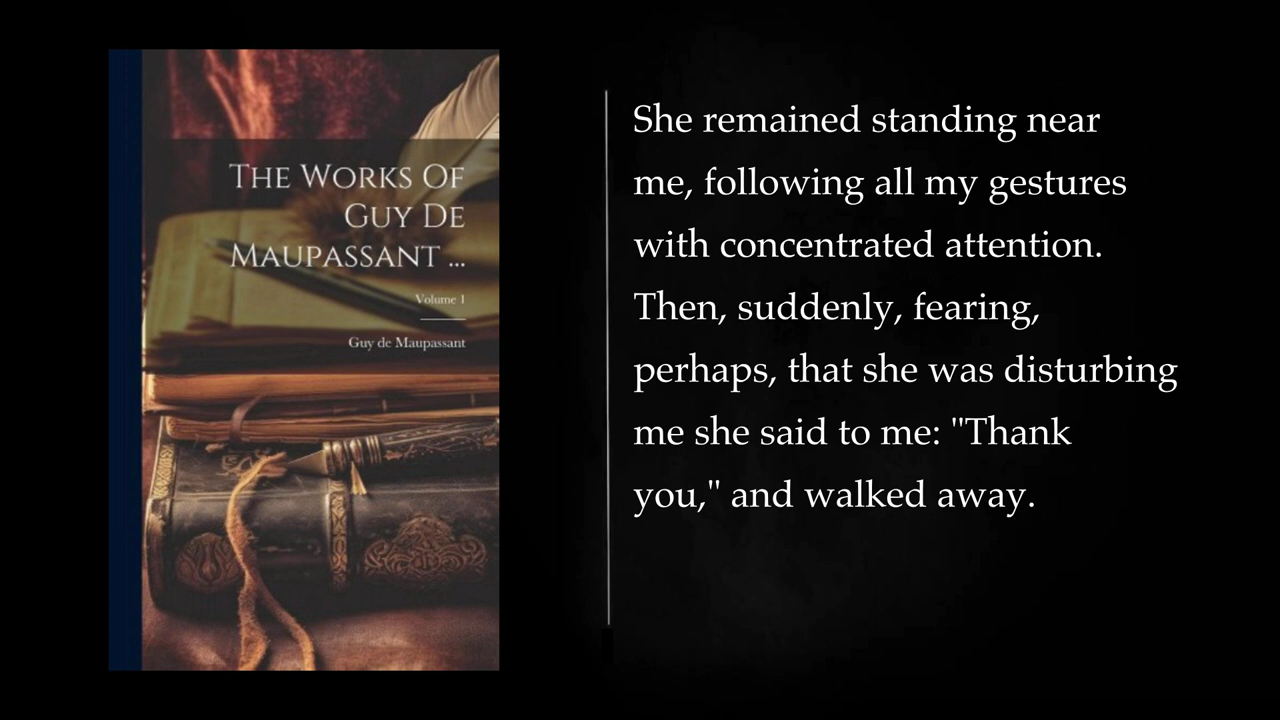 The Works Of
Guy De
Maupassant ...
Volume 1
Guy de Maupassant
She remained standing near
me, following all my gestures
with concentrated attention.
Then, suddenly, fearing,
perhaps, that she was disturbing
me she said to me: "Thank
you," and walked away.